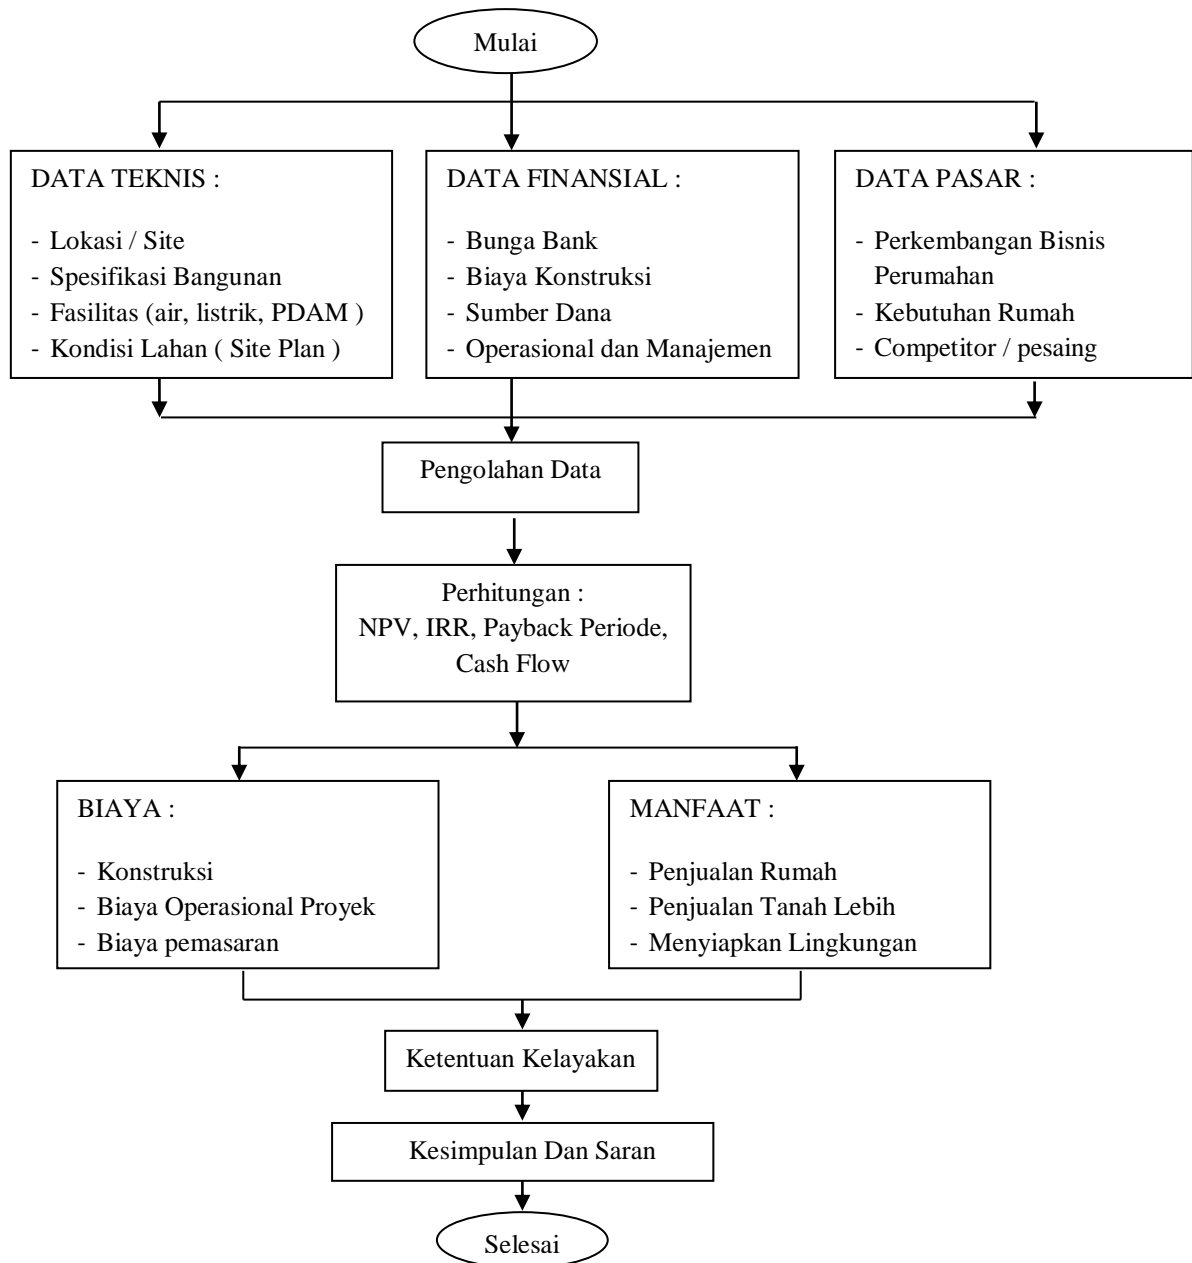 Mulai
DATA TEKNIS :
- Lokasi / Site
- Spesifikasi Bangunan
- Fasilitas (air, listrik, PDAM )
- Kondisi Lahan ( Site Plan )
DATA FINANSIAL :
- Bunga Bank
- Biaya Konstruksi
- Sumber Dana
- Operasional dan Manajemen
DATA PASAR :
- Perkembangan Bisnis
Perumahan
- Kebutuhan Rumah
- Competitor / pesaing
Pengolahan Data
Perhitungan :
NPV, IRR, Payback Periode,
Cash Flow
BIAYA :
- Konstruksi
- Biaya Operasional Proyek
- Biaya pemasaran
MANFAAT :
- Penjualan Rumah
- Penjualan Tanah Lebih
- Menyiapkan Lingkungan
Ketentuan Kelayakan
Kesimpulan Dan Saran
Selesai